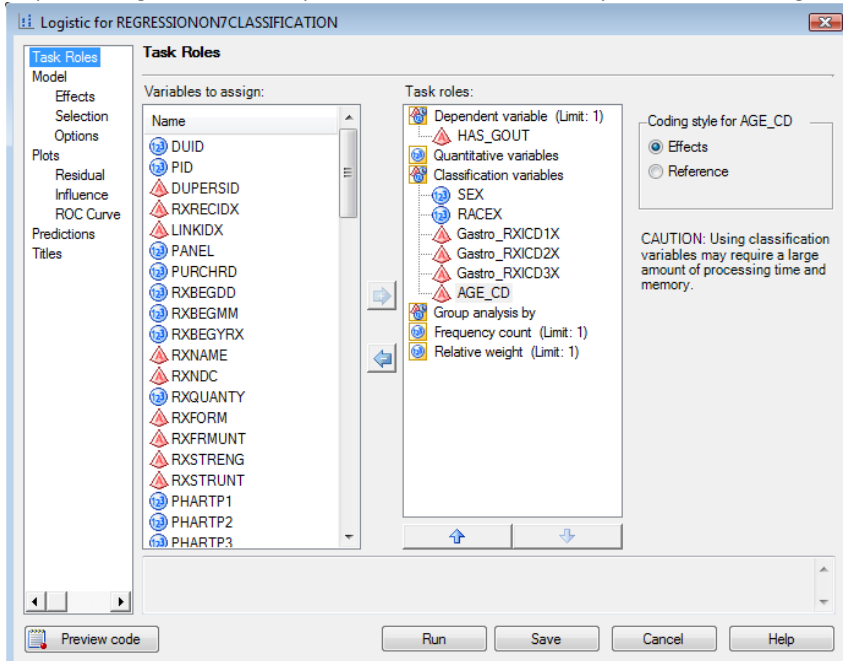 Logistic for REGRESSIONON7CLASSIFICATION
Task Roles
Model
Effects
Selection
Options
Plots
Residual
Influence
ROC Curve
Predictions
Titles
Task Roles
Variables to assign:
Name
DUID
PID
DUPERSID
RXRECIDX
LINKIDX
PANEL
PURCHRD
RXBEGDD
RXBEGMM
RXBEGYRX
RXNAME
RXNDC
RXQUANTY
RXFORM
RXFRMUNT
RXSTRENG
RXSTRUNT
PHARTP1
PHARTP2
PHARTP3
Task roles:
Dependent variable (Limit: 1)
HAS_GOUT
Quantitative variables
Classification variables
SEX
RACEX
Gastro_RXICD1X
Gastro_RXICD2X
Gastro_RXICD3X
AGE_CD
Group analysis by
Frequency count (Limit: 1)
Relative weight (Limit: 1)
Coding style for AGE_CD
Effects
Reference
CAUTION: Using classification
variables may require a large
amount of processing time and
memory.
Preview code
Run
Save
Cancel
Help